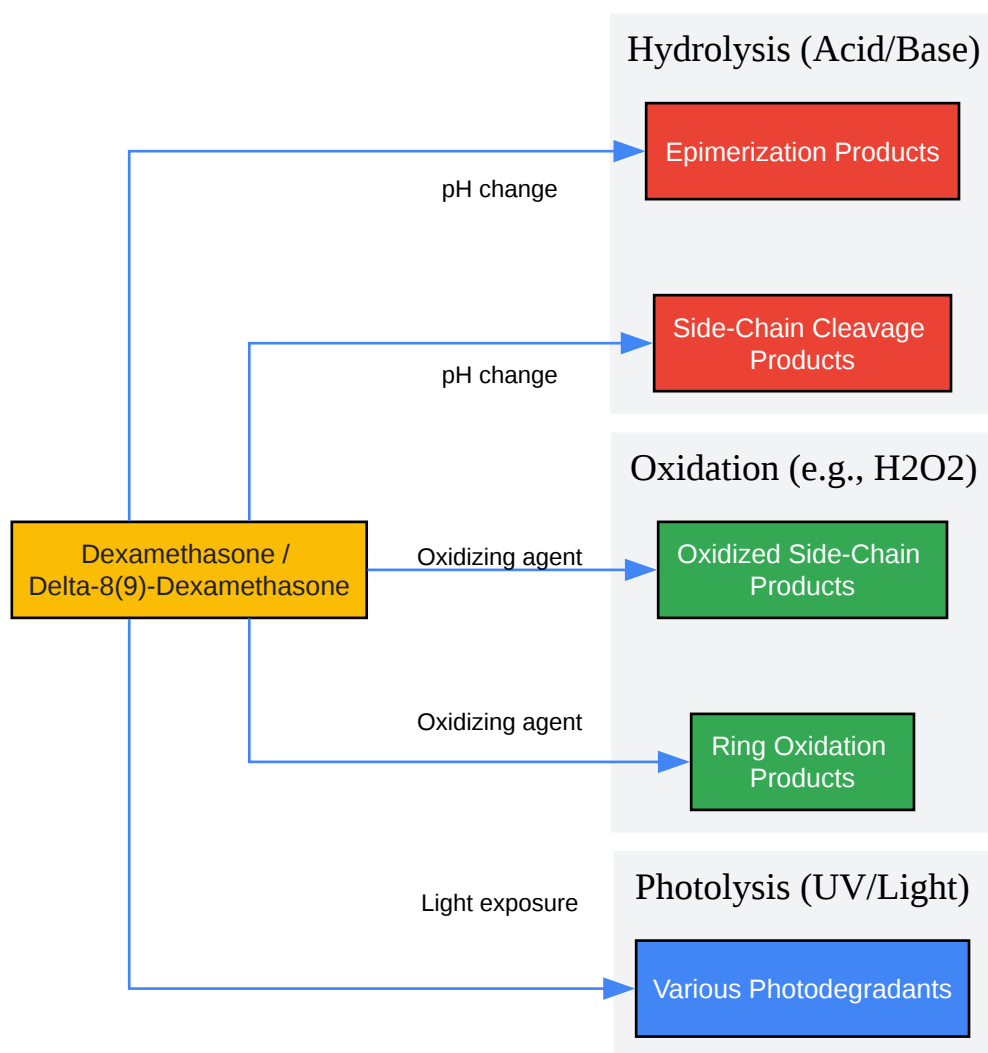 Hydrolysis (Acid/Base)
Epimerization Products
pH change
Side-Chain Cleavage
Products
pH change
Oxidation (e.g., H2O2)
Dexamethasone /
Delta-8(9)-Dexamethasone
Oxidizing agent
Oxidized Side-Chain
Products
Oxidizing agent
Ring Oxidation
Products
Photolysis (UV/Light)
Light exposure
Various Photodegradants